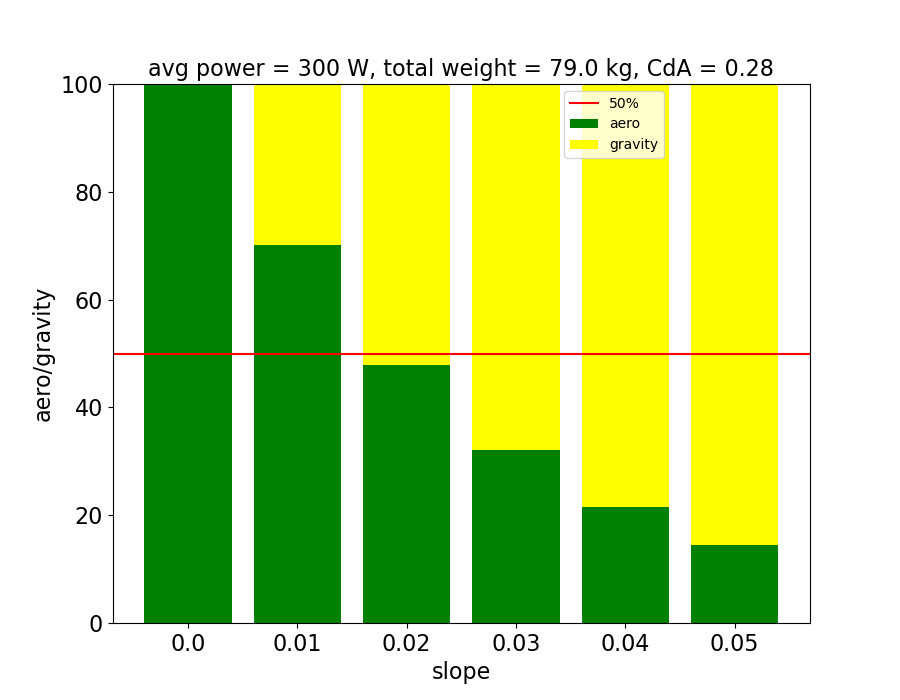 avg power = 300 W, total weight = 79.0 kg, CdA = 0.28
50%
aero
gravity
100
80
60
40
20
0
aero/gravity
0.0 0.01 0.02 0.03 0.04 0.05
slope